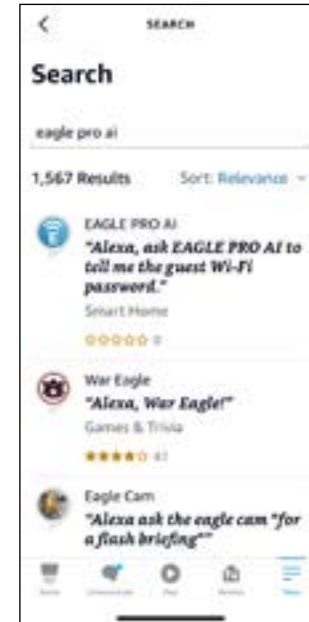 SEARCH
Search
eagle pro ai
1,567 Results Sort: Relevance
EAGLE PRO AI
"Alexa, ask EAGLE PRO AI to
tell me the guest Wi-Fi
password."
Smart Home
0
War Eagle
"Alexa, War Eagle!"
Games & Trivia
Eagle Cam
"Alexa ask the eagle cam "for
a flash briefing""